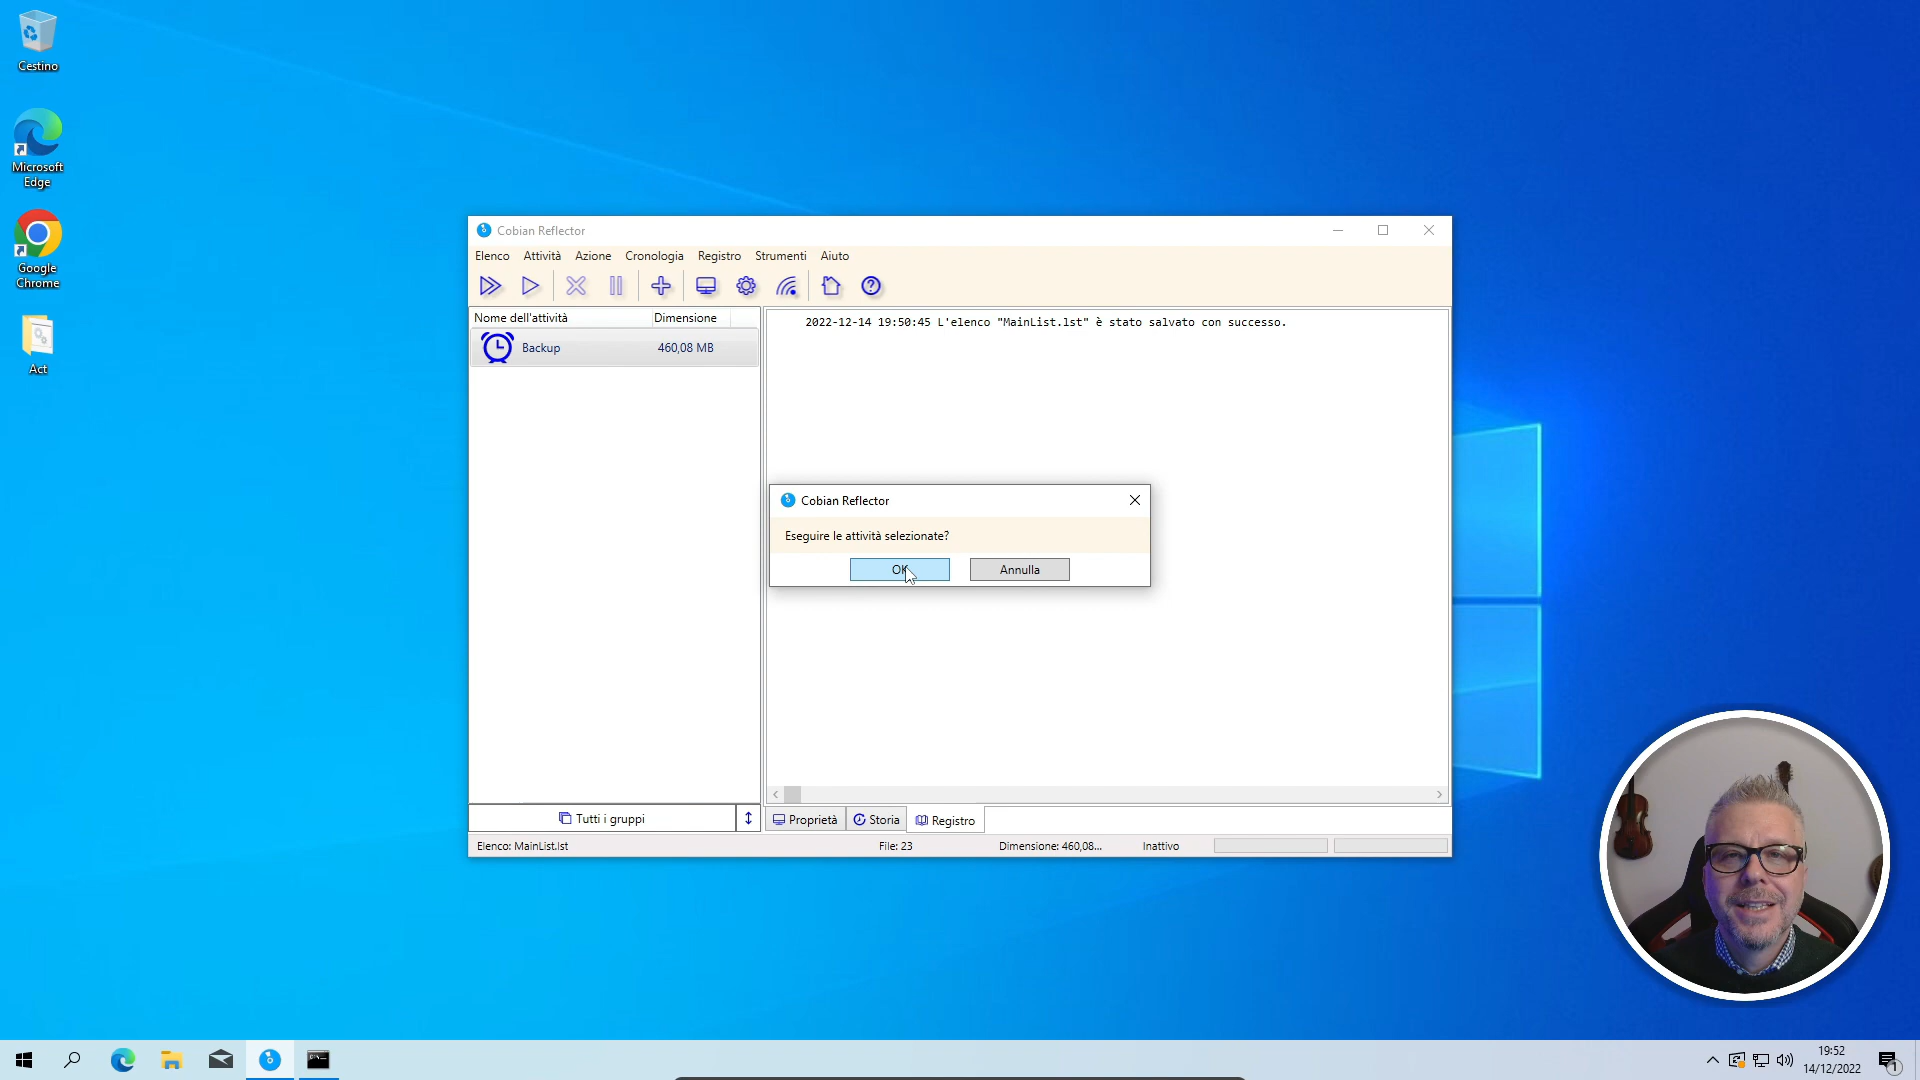 Cestino
Microsoft
Edge
Google
Chrome
Act
Cobian Reflector
Elenco Attività Azione Cronologia Registro Strumenti Aiuto
Nome dell'attività Dimensione
Backup 460,08 MB
2022-12-14 19:50:45 L'elenco "MainList.lst" è stato salvato con successo.
Cobian Reflector
Eseguire le attività selezionate?
OK Annulla
Tutti i gruppi
Proprietà Storia Registro
Elenco: MainList.lst File: 23 Dimensione: 460,08... Inattivo
19:52
14/12/2022
1